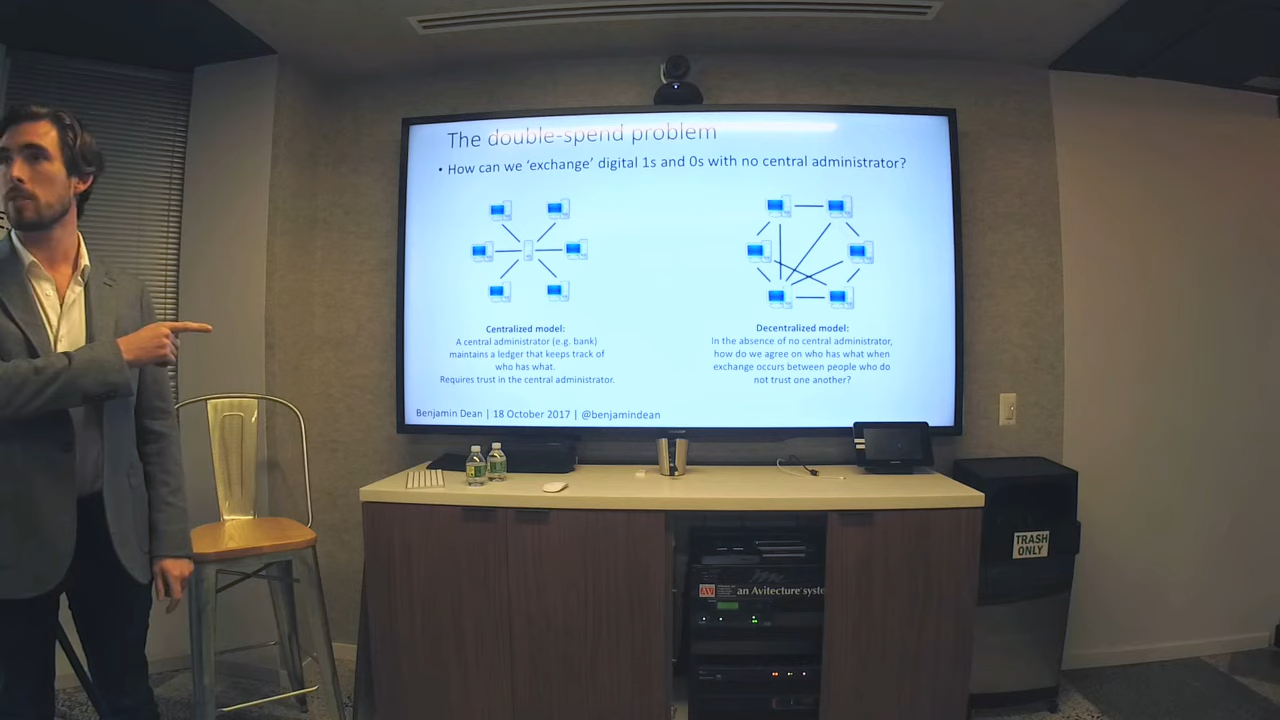 The double-spend problem
• How can we 'exchange' digital 1s and 0s with no central administrator?
Centralized model:
A central administrator (e.g. bank)
maintains a ledger that keeps track of
who has what.
Requires trust in the central administrator.
Decentralized model:
In the absence of no central administrator,
how do we agree on who has what when
exchange occurs between people who do
not trust one another?
Benjamin Dean | 18 October 2017 | @benjamindean
TRASH
ONLY
AV
an Avitecture syste